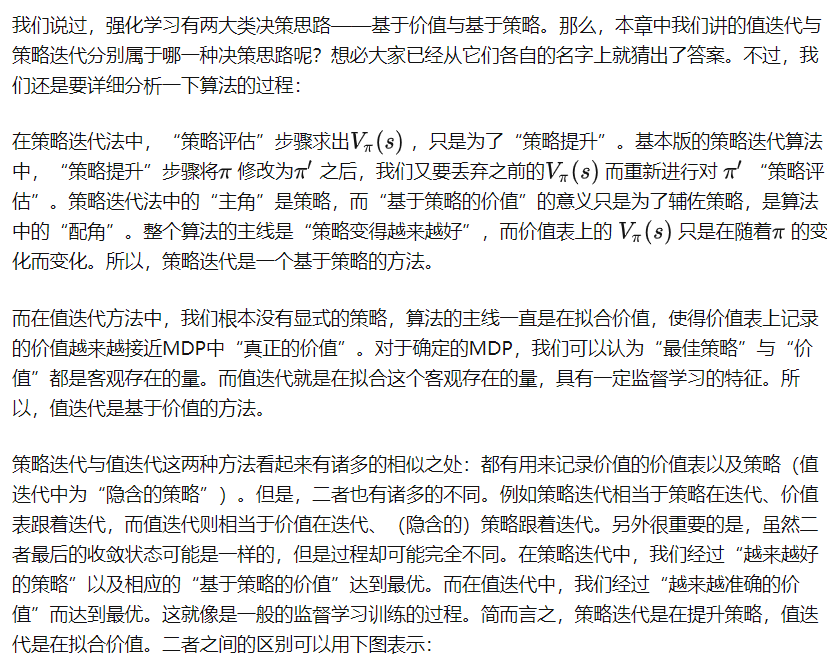 我们说过，强化学习有两大类决策思路——基于价值与基于策略。那么，本章中我们讲的值迭代与
策略迭代分别属于哪一种决策思路呢？想必大家已经从它们各自的名字上就猜出了答案。不过，我
们还是要详细分析一下算法的过程：
在策略迭代法中，“策略评估”步骤求出Vπ(s) ，只是为了“策略提升”。基本版的策略迭代算法
中，“策略提升”步骤将π 修改为π′ 之后，我们又要丢弃之前的Vπ(s) 而重新进行对 π′ “策略评
估”。策略迭代法中的“主角”是策略，而“基于策略的价值”的意义只是为了辅佐策略，是算法
中的“配角”。整个算法的主线是“策略变得越来越好”，而价值表上的 Vπ(s) 只是在随着π 的变
化而变化。所以，策略迭代是一个基于策略的方法。
而在值迭代方法中，我们根本没有显式的策略，算法的主线一直是在拟合价值，使得价值表上记录
的价值越来越接近MDP中“真正的价值”。对于确定的MDP，我们可以认为“最佳策略”与“价
值”都是客观存在的量。而值迭代就是在拟合这个客观存在的量，具有一定监督学习的特征。所
以，值迭代是基于价值的方法。
策略迭代与值迭代这两种方法看起来有诸多的相似之处：都有用来记录价值的价值表以及策略（值
迭代中为“隐含的策略”）。但是，二者也有诸多的不同。例如策略迭代相当于策略在迭代、价值
表跟着迭代，而值迭代则相当于价值在迭代、（隐含的）策略跟着迭代。另外很重要的是，虽然二
者最后的收敛状态可能是一样的，但是过程却可能完全不同。在策略迭代中，我们经过“越来越好
的策略”以及相应的“基于策略的价值”达到最优。而在值迭代中，我们经过“越来越准确的价
值”而达到最优。这就像是一般的监督学习训练的过程。简而言之，策略迭代是在提升策略，值迭
代是在拟合价值。二者之间的区别可以用下图表示：